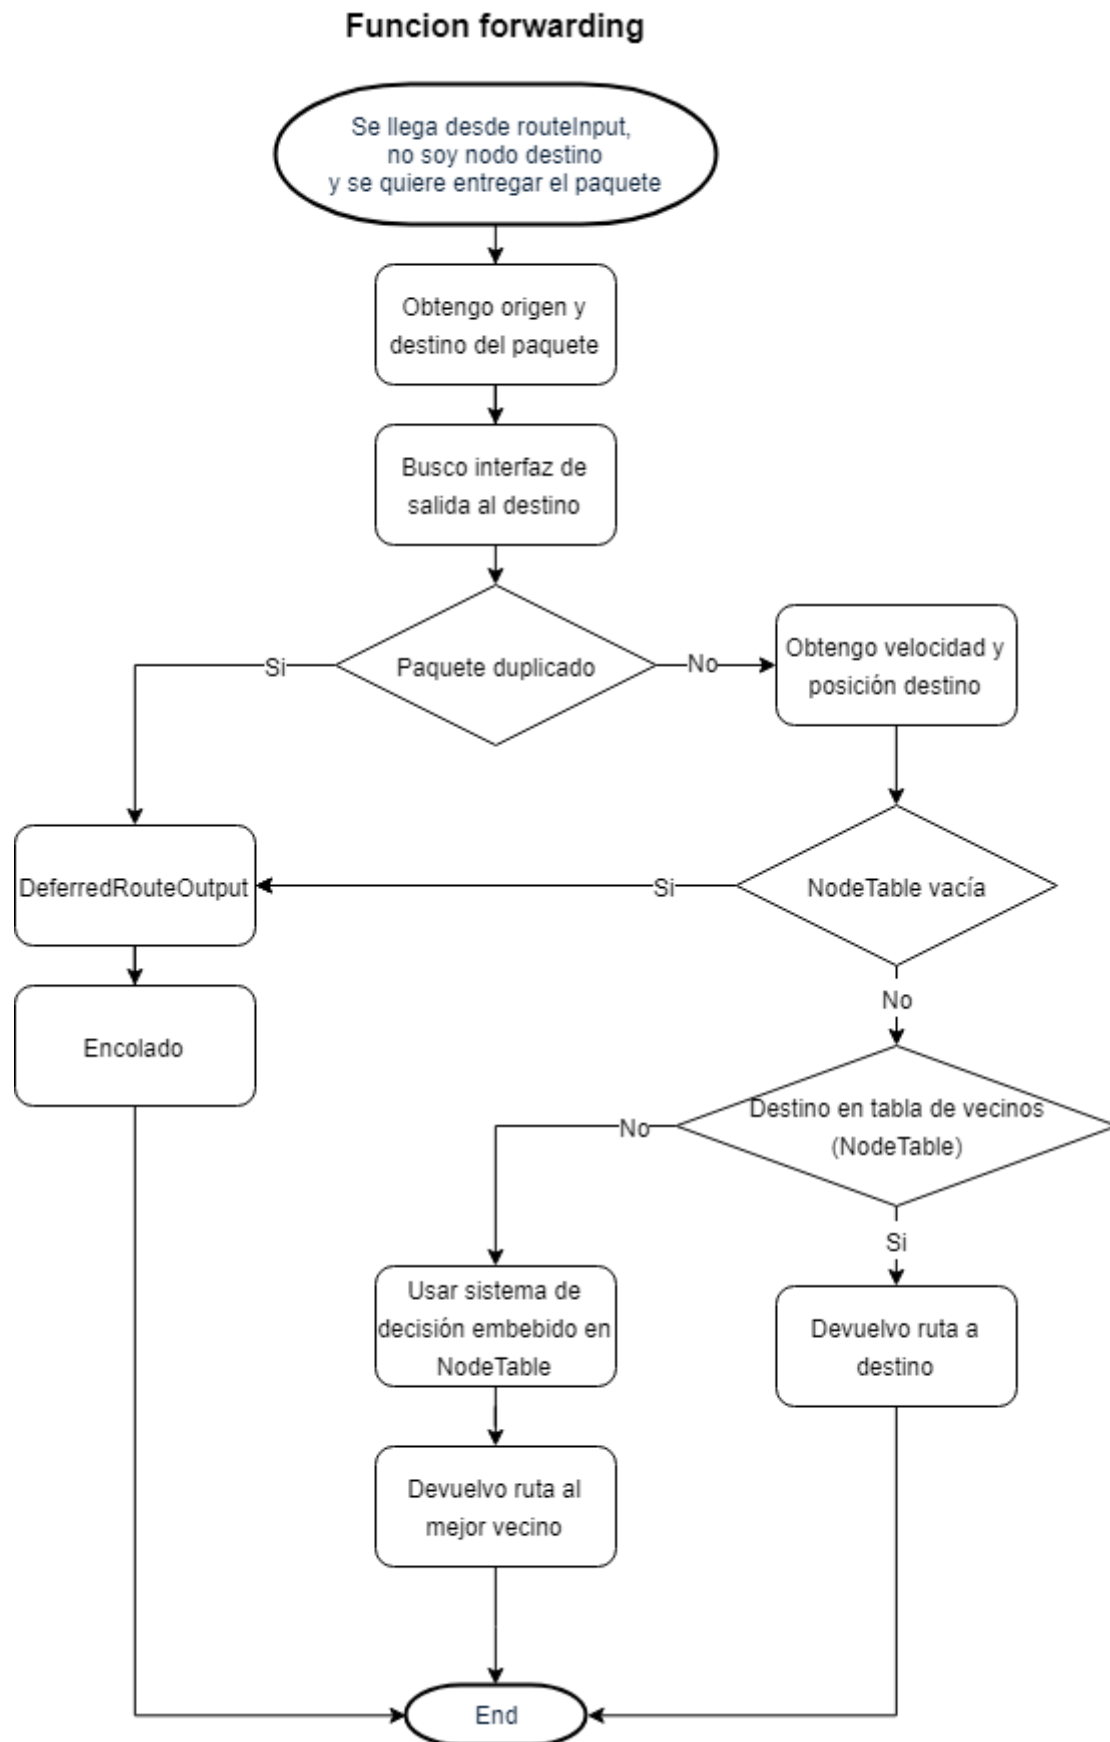 Funcion forwarding
Se llega desde routeInput,
no soy nodo destino
y se quiere entregar el paquete
Obtengo origen y
destino del paquete
Busco interfaz de
salida al destino
Paquete duplicado
Si
No
Obtengo velocidad y
posición destino
NodeTable vacía
Si
DeferredRouteOutput
Encolado
No
Destino en tabla de vecinos
(NodeTable)
No
Si
Usar sistema de
decisión embebido en
NodeTable
Devuelvo ruta a
destino
Devuelvo ruta al
mejor vecino
End